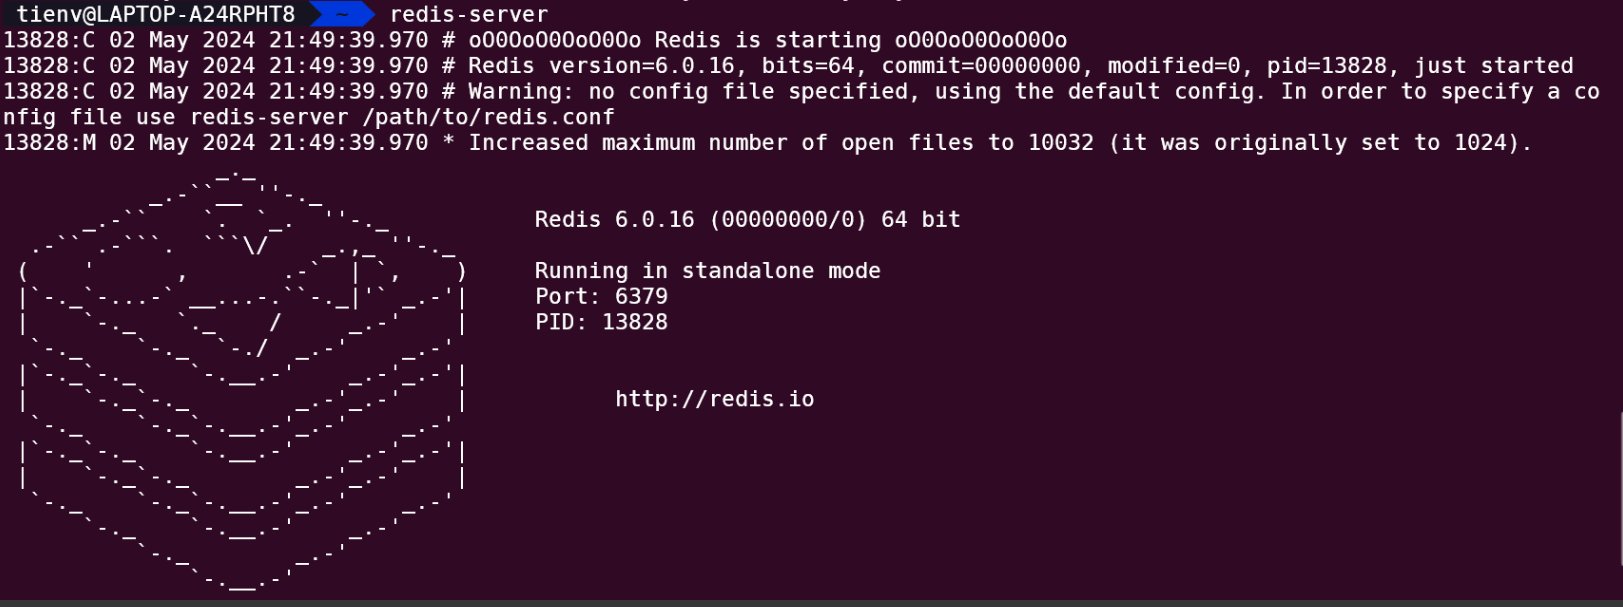 tienv@LAPTOP-A24RPHT8 ~ redis-server
13828:C 02 May 2024 21:49:39.970 # oO0OoO0OoO0Oo Redis is starting oO0OoO0OoO0Oo
13828:C 02 May 2024 21:49:39.970 # Redis version=6.0.16, bits=64, commit=00000000, modified=0, pid=13828, just started
13828:C 02 May 2024 21:49:39.970 # Warning: no config file specified, using the default config. In order to specify a co
nfig file use redis-server /path/to/redis.conf
13828:M 02 May 2024 21:49:39.970 * Increased maximum number of open files to 10032 (it was originally set to 1024).
Redis 6.0.16 (00000000/0) 64 bit
Running in standalone mode
Port: 6379
PID: 13828
http://redis.io